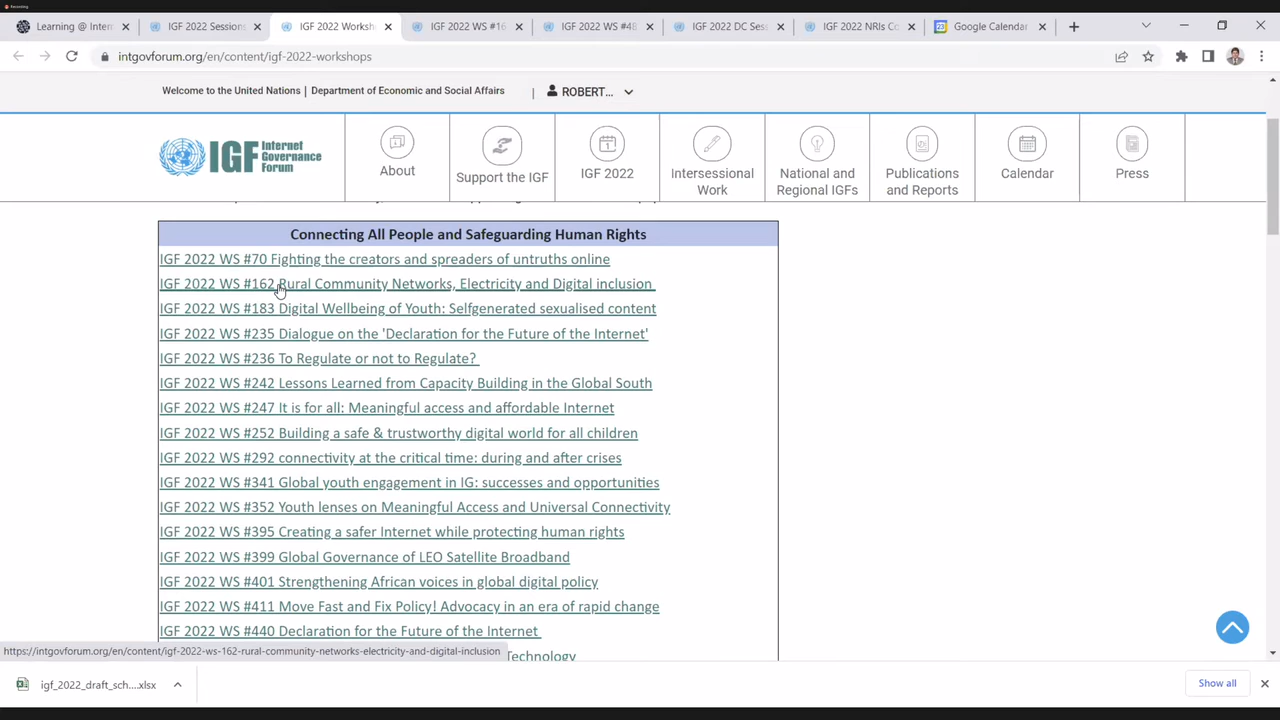 Recording
Learning @ Intern
IGF 2022 Sessions
IGF 2022 Worksh
IGF 2022 WS #16
IGF 2022 WS #48
IGF 2022 DC Sess
IGF 2022 NRIs Co
Google Calendar
intgovforum.org/en/content/igf-2022-workshops
Welcome to the United Nations | Department of Economic and Social Affairs
ROBERT...
IGF Internet Governance Forum
About
Support the IGF
IGF 2022
Intersessional Work
National and Regional IGFs
Publications and Reports
Calendar
Press
Connecting All People and Safeguarding Human Rights
IGF 2022 WS #70 Fighting the creators and spreaders of untruths online
IGF 2022 WS #162 Rural Community Networks, Electricity and Digital inclusion
IGF 2022 WS #183 Digital Wellbeing of Youth: Selfgenerated sexualised content
IGF 2022 WS #235 Dialogue on the 'Declaration for the Future of the Internet'
IGF 2022 WS #236 To Regulate or not to Regulate?
IGF 2022 WS #242 Lessons Learned from Capacity Building in the Global South
IGF 2022 WS #247 It is for all: Meaningful access and affordable Internet
IGF 2022 WS #252 Building a safe & trustworthy digital world for all children
IGF 2022 WS #292 connectivity at the critical time: during and after crises
IGF 2022 WS #341 Global youth engagement in IG: successes and opportunities
IGF 2022 WS #352 Youth lenses on Meaningful Access and Universal Connectivity
IGF 2022 WS #395 Creating a safer Internet while protecting human rights
IGF 2022 WS #399 Global Governance of LEO Satellite Broadband
IGF 2022 WS #401 Strengthening African voices in global digital policy
IGF 2022 WS #411 Move Fast and Fix Policy! Advocacy in an era of rapid change
IGF 2022 WS #440 Declaration for the Future of the Internet
Technology
https://intgovforum.org/en/content/igf-2022-ws-162-rural-community-networks-electricity-and-digital-inclusion
igf_2022_draft_sch....xlsx
Show all